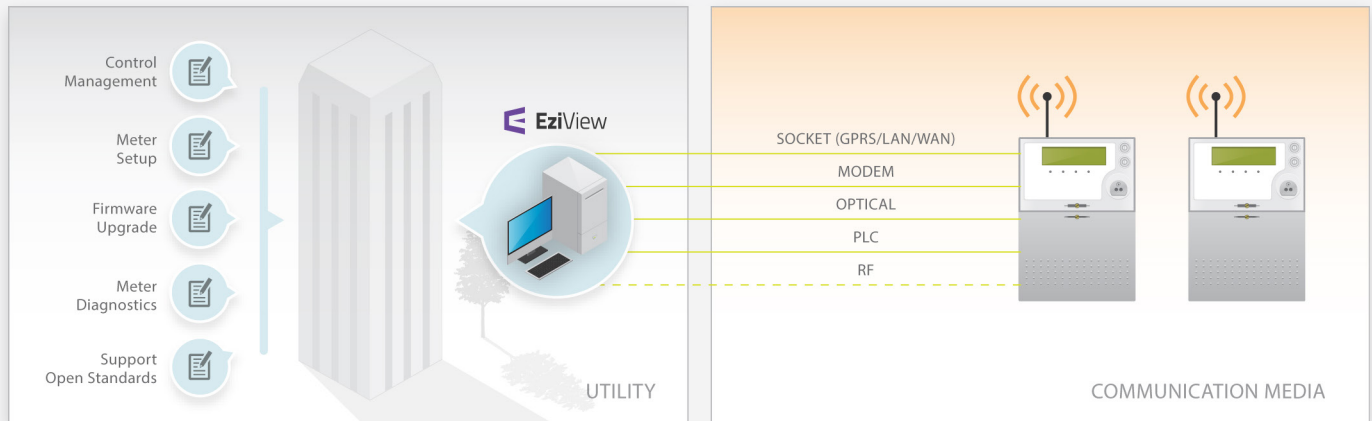 Control
Management
Meter
Setup
Firmware
Upgrade
Meter
Diagnostics
Support
Open Standards
EziView
UTILITY
SOCKET (GPRS/LAN/WAN)
MODEM
OPTICAL
PLC
RF
COMMUNICATION MEDIA